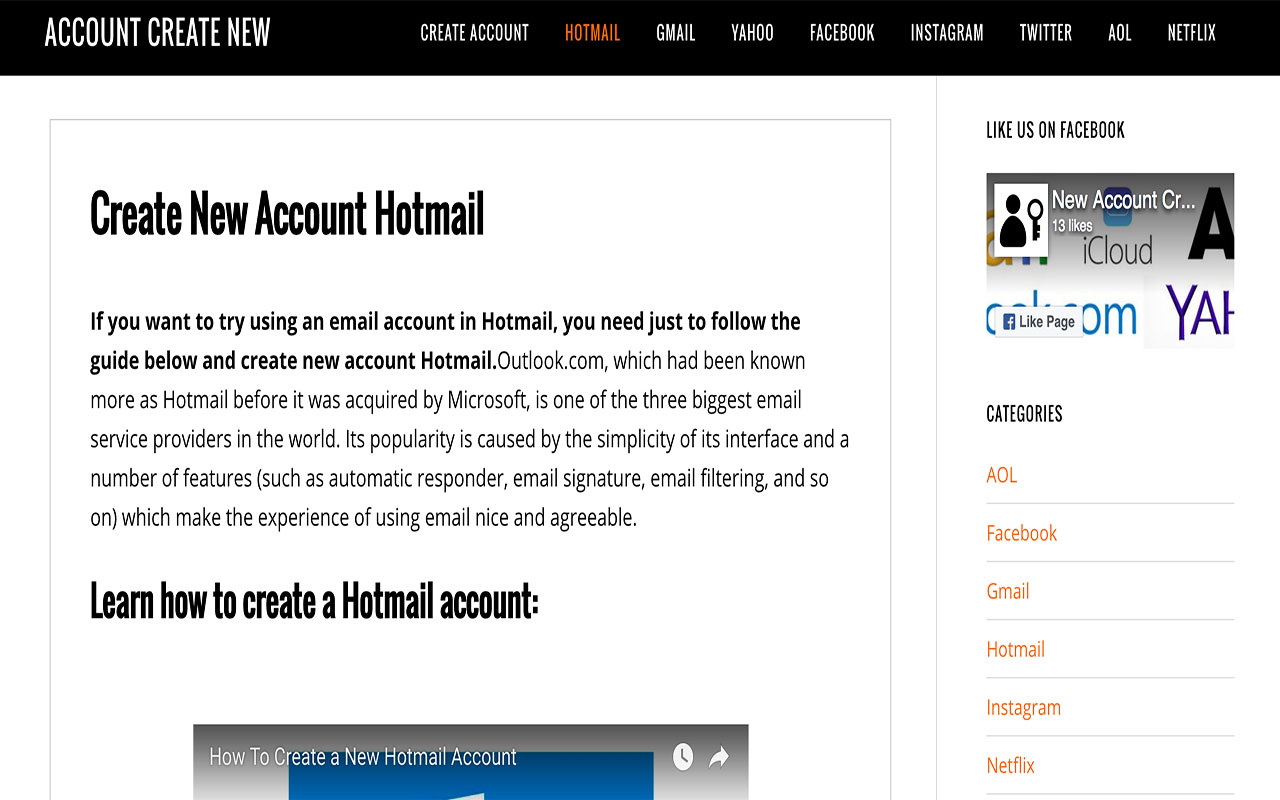 ACCOUNT CREATE NEW
CREATE ACCOUNT HOTMAIL GMAIL YAHOO FACEBOOK INSTAGRAM TWITTER AOL NETFLIX
Create New Account Hotmail
If you want to try using an email account in Hotmail, you need just to follow the
guide below and create new account Hotmail.Outlook.com, which had been known
more as Hotmail before it was acquired by Microsoft, is one of the three biggest email
service providers in the world. Its popularity is caused by the simplicity of its interface and a
number of features (such as automatic responder, email signature, email filtering, and so
on) which make the experience of using email nice and agreeable.
Learn how to create a Hotmail account:
How To Create a New Hotmail Account
LIKE US ON FACEBOOK
New Account Cr...
13 likes
iCloud
A
YAH
Like Page
CATEGORIES
AOL
Facebook
Gmail
Hotmail
Instagram
Netflix